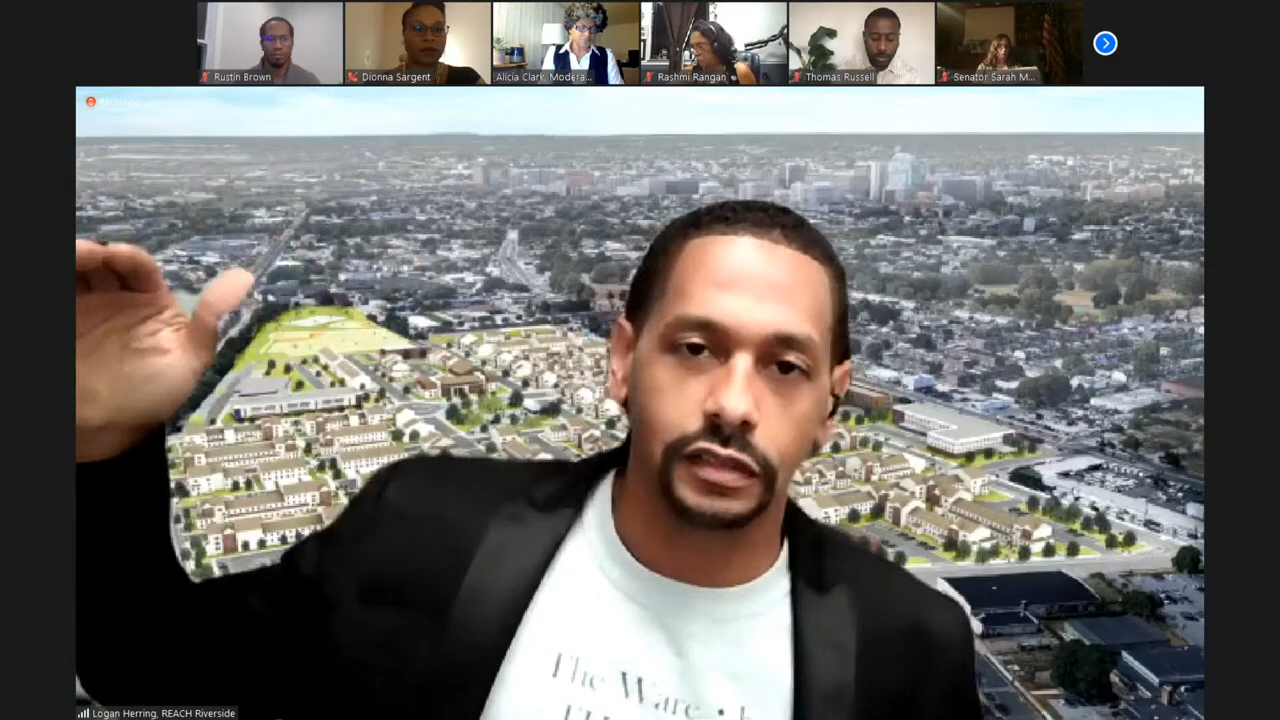 Rustin Brown
Dionna Sargent
Alicia Clark, Modera...
Rashmi Rangan
Thomas Russell
Senator Sarah M...
Recording
The Ware •
Logan Herring, REACH Riverside